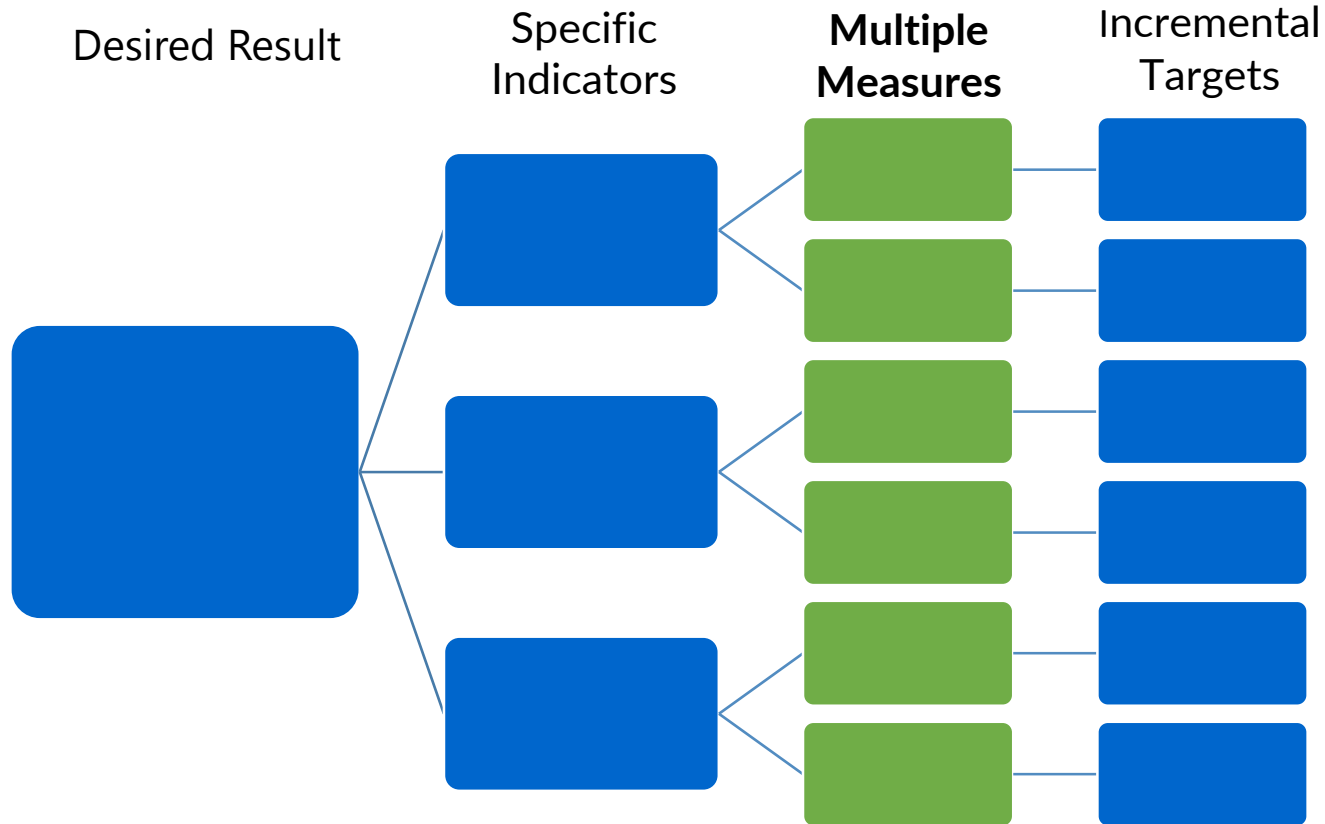 Desired Result
Specific
Indicators
Multiple
Measures
Incremental
Targets